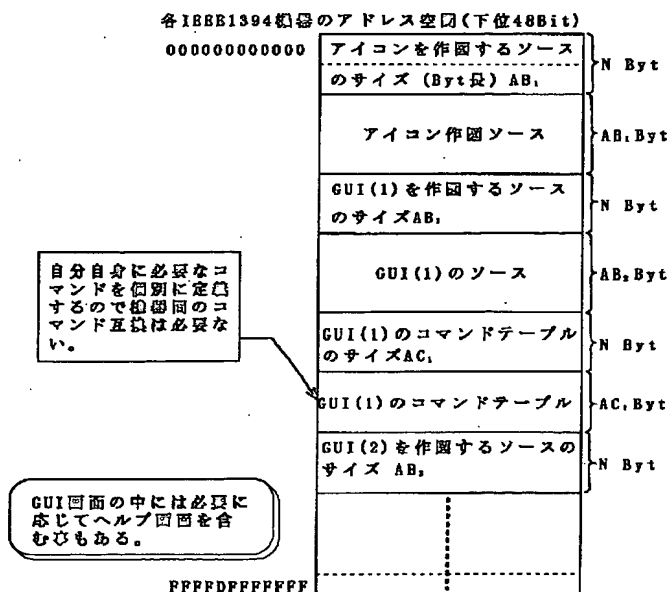 各IEEE1394機器のアドレス空間(下位48Bit)
000000000000
アイコンを作図するソース
のサイズ (Byt長) AB₁
N Byt
アイコン作図ソース
AB₁Byt
GUI(1)を作図するソース
のサイズAB₂
N Byt
GUI(1)のソース
AB₂Byt
自分自身に必要なコ
マンドを個別に定義
するので機器間のコ
マンド互換は必要な
い。
GUI(1)のコマンドテーブル
のサイズAC₁
N Byt
GUI(1)のコマンドテーブル
AC₁Byt
GUI(2)を作図するソースの
サイズ AB₃
N Byt
GUI画面の中には必要に
応じてヘルプ画面を含
む事もある。
FFFFDFFFFFFF